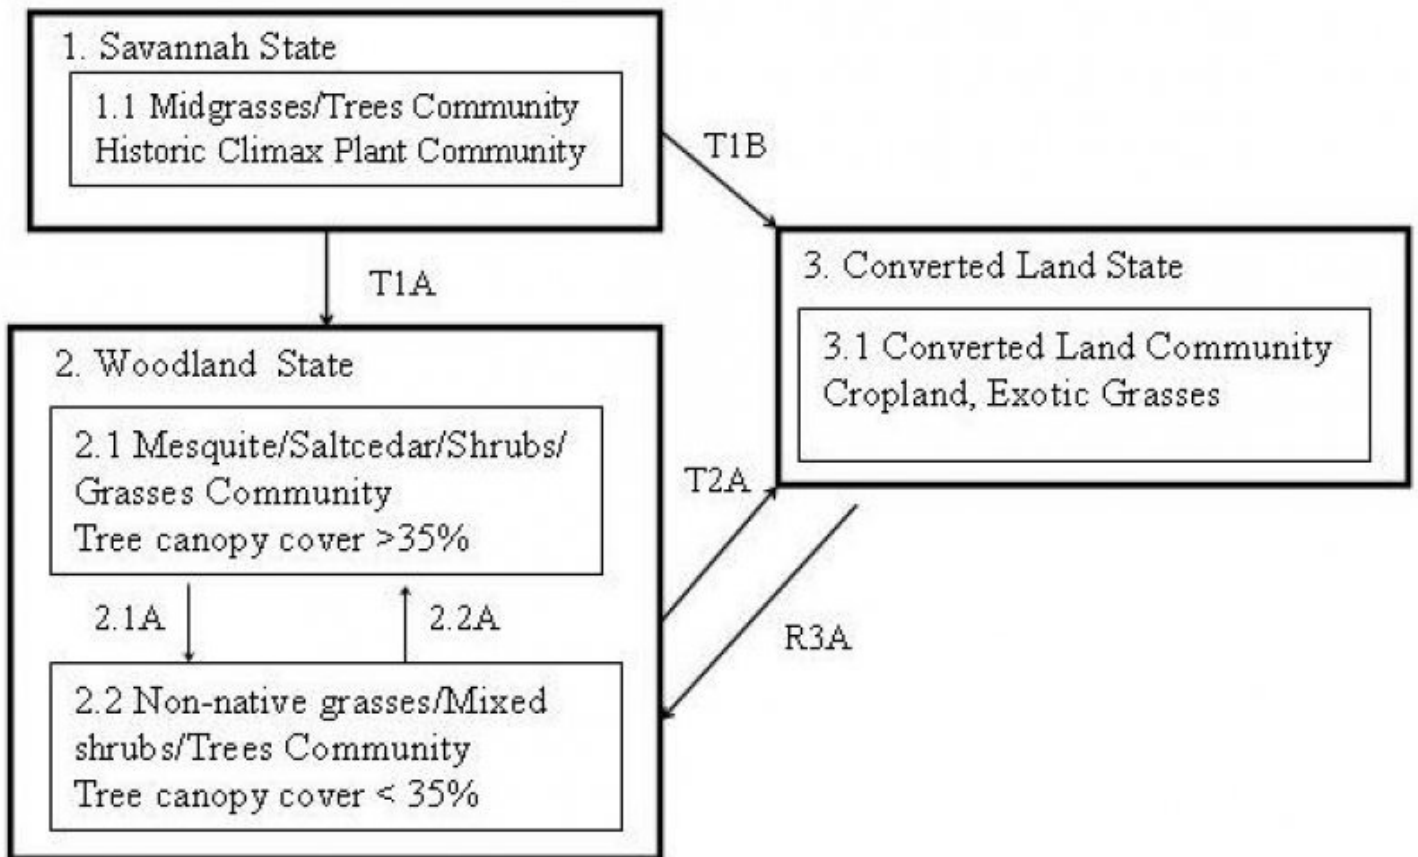 1. Savannah State
1.1 Midgrasses/Trees Community
Historic Climax Plant Community
T1B
T1A
3. Converted Land State
3.1 Converted Land Community
Cropland, Exotic Grasses
2. Woodland State
2.1 Mesquite/Saltcedar/Shrubs/
Grasses Community
Tree canopy cover >35%
T2A
2.1A
2.2A
R3A
2.2 Non-native grasses/Mixed
shrubs/Trees Community
Tree canopy cover < 35%